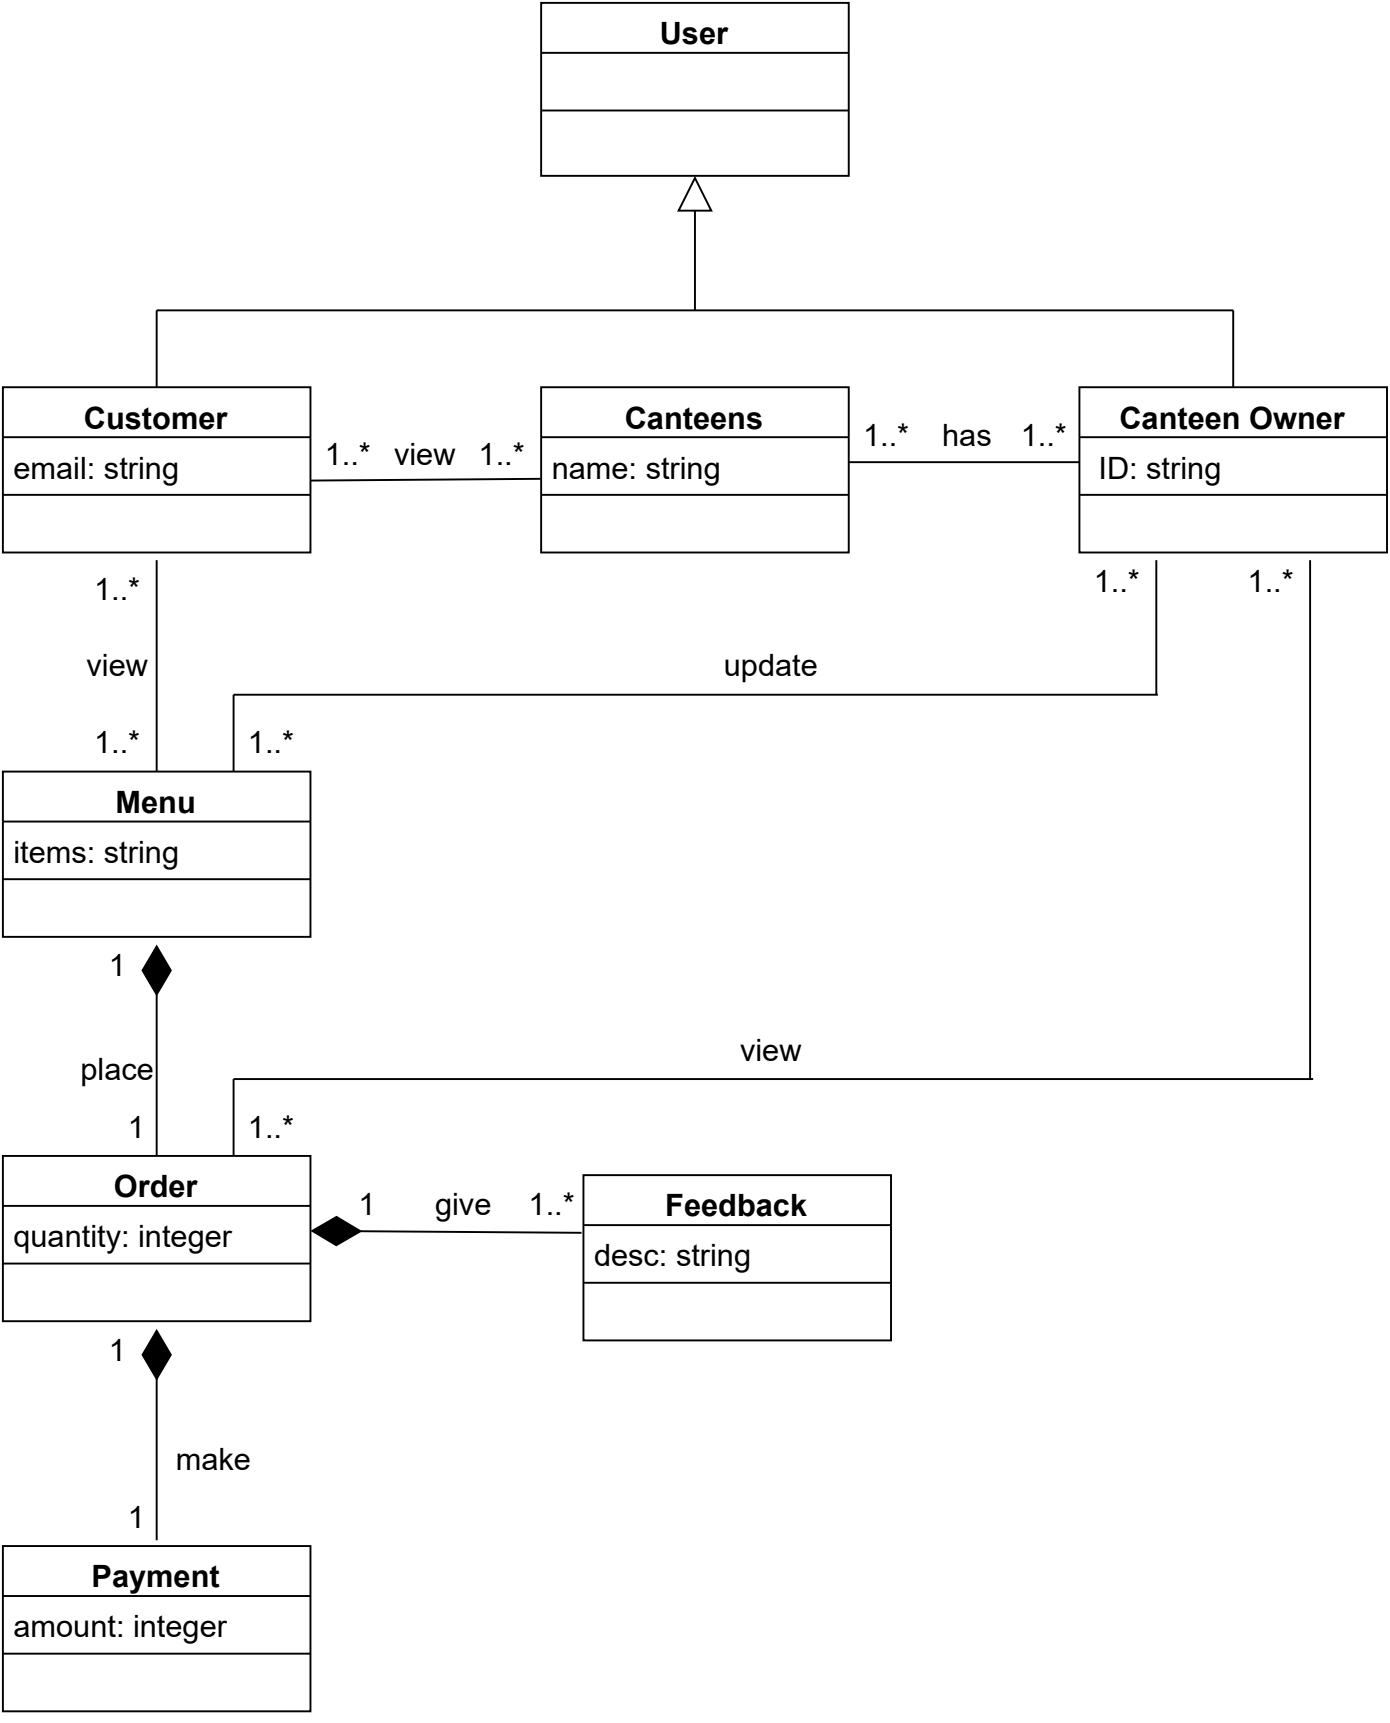 User
Customer
email: string
1..* view 1..*
Canteens
name: string
1..* has 1..*
Canteen Owner
ID: string
1..*
view
1..*
1..*
1..*
update
1..*
Menu
items: string
1
place
1
view
1..*
Order
quantity: integer
1 give 1..*
Feedback
desc: string
1
make
1
Payment
amount: integer